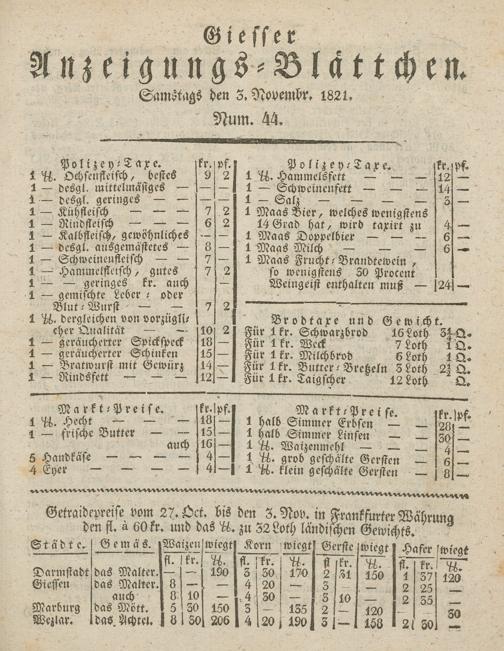 Giesser
Anzeigungs-Blättchen.
Samstags den 3. Novembr. 1821.
Num. 44.
Polizey-Taxe. kr. pf.
1 ℔. Ochsenfleisch, bestes 9 2
1 — desgl. mittelmäsiges — — —
1 — desgl. geringes — — —
1 — Kühfleisch — — 7 2
1 — Rindfleisch — — 6 2
1 — Kalbfleisch, gewöhnliches —
1 — desgl. ausgemästetes — 8 —
1 — Schweinenfleisch — — 7 —
1 — Hammelfleisch, gutes 7 2
1 — — geringes kr. auch —
1 — gemischte Leber- oder
Blut-Wurst — — 7 2
1 ℔. dergleichen von vorzügli-
cher Qualität — — 10 2
1 — geräucherter Spickspeck 18
1 — geräucherter Schinken 15 —
1 — Bratwurst mit Gewürz 14 —
1 — Rindsfett — — — 12 —
Polizey-Taxe. kr. pf.
1 ℔. Hammelsfett — — 12 —
1 — Schweinenfett — — 14 —
1 — Salz — — — 3 —
1 Maas Bier, welches wenigstens
14 Grad hat, wird taxirt zu 4 —
1 Maas Doppelbier — — 6 —
1 Maas Milch — — 6 —
1 Maas Frucht-Brandtewein,
so wenigstens 30 Procent
Weingeist enthalten muß — 24 —
Brodtaxe und Gewicht.
Für 1 kr. Schwarzbrod 16 Loth Q.
Für 1 kr. Weck 7 Loth 1 Q.
Für 1 kr. Milchbrod 6 Loth 1 Q.
Für 1 kr. Butter-Bretzeln 3 Loth Q.
Für 1 kr. Taigscher 12 Loth Q.
Markt-Preise. kr. pf.
1 ℔. Hecht — — — 18 —
1 — frische Butter — — 15 —
auch 16 —
5 Handkäse — — — 4 —
4 Eyer — — — 4 —
Markt-Preise. kr. pf.
1 halb Simmer Erbsen — — 28 —
1 halb Simmer Linsen — — 30 —
1 ℔. Waizenmehl — — 4 —
1 ℔. grob geschälte Gersten — 6 —
1 ℔. klein geschälte Gersten — 8 —
Getraidepreise vom 27. Oct. bis den 3. Nov. in Frankfurter Währung
den fl. à 60 kr. und das ℔. zu 32 Loth ländischen Gewichts.
Städte. Gemäs. Waizen wiegt Korn wiegt Gerste wiegt Hafer wiegt
fl. kr. ℔. fl. kr. ℔. fl. kr. ℔. fl. kr. ℔.
Darmstadt das Malter. — — 190 3 30 170 2 31 150 1 37 120
Giessen das Malter. 8 — 4 20 — 3 — 2 25 —
auch 8 10 — 4 30 3 10 — 2 35 —
Marburg das Mött. 5 30 150 3 — 135 2 — 120 — — 30
Wezlar. das Achtel. 8 30 206 4 20 190 3 — 158 2 30 —